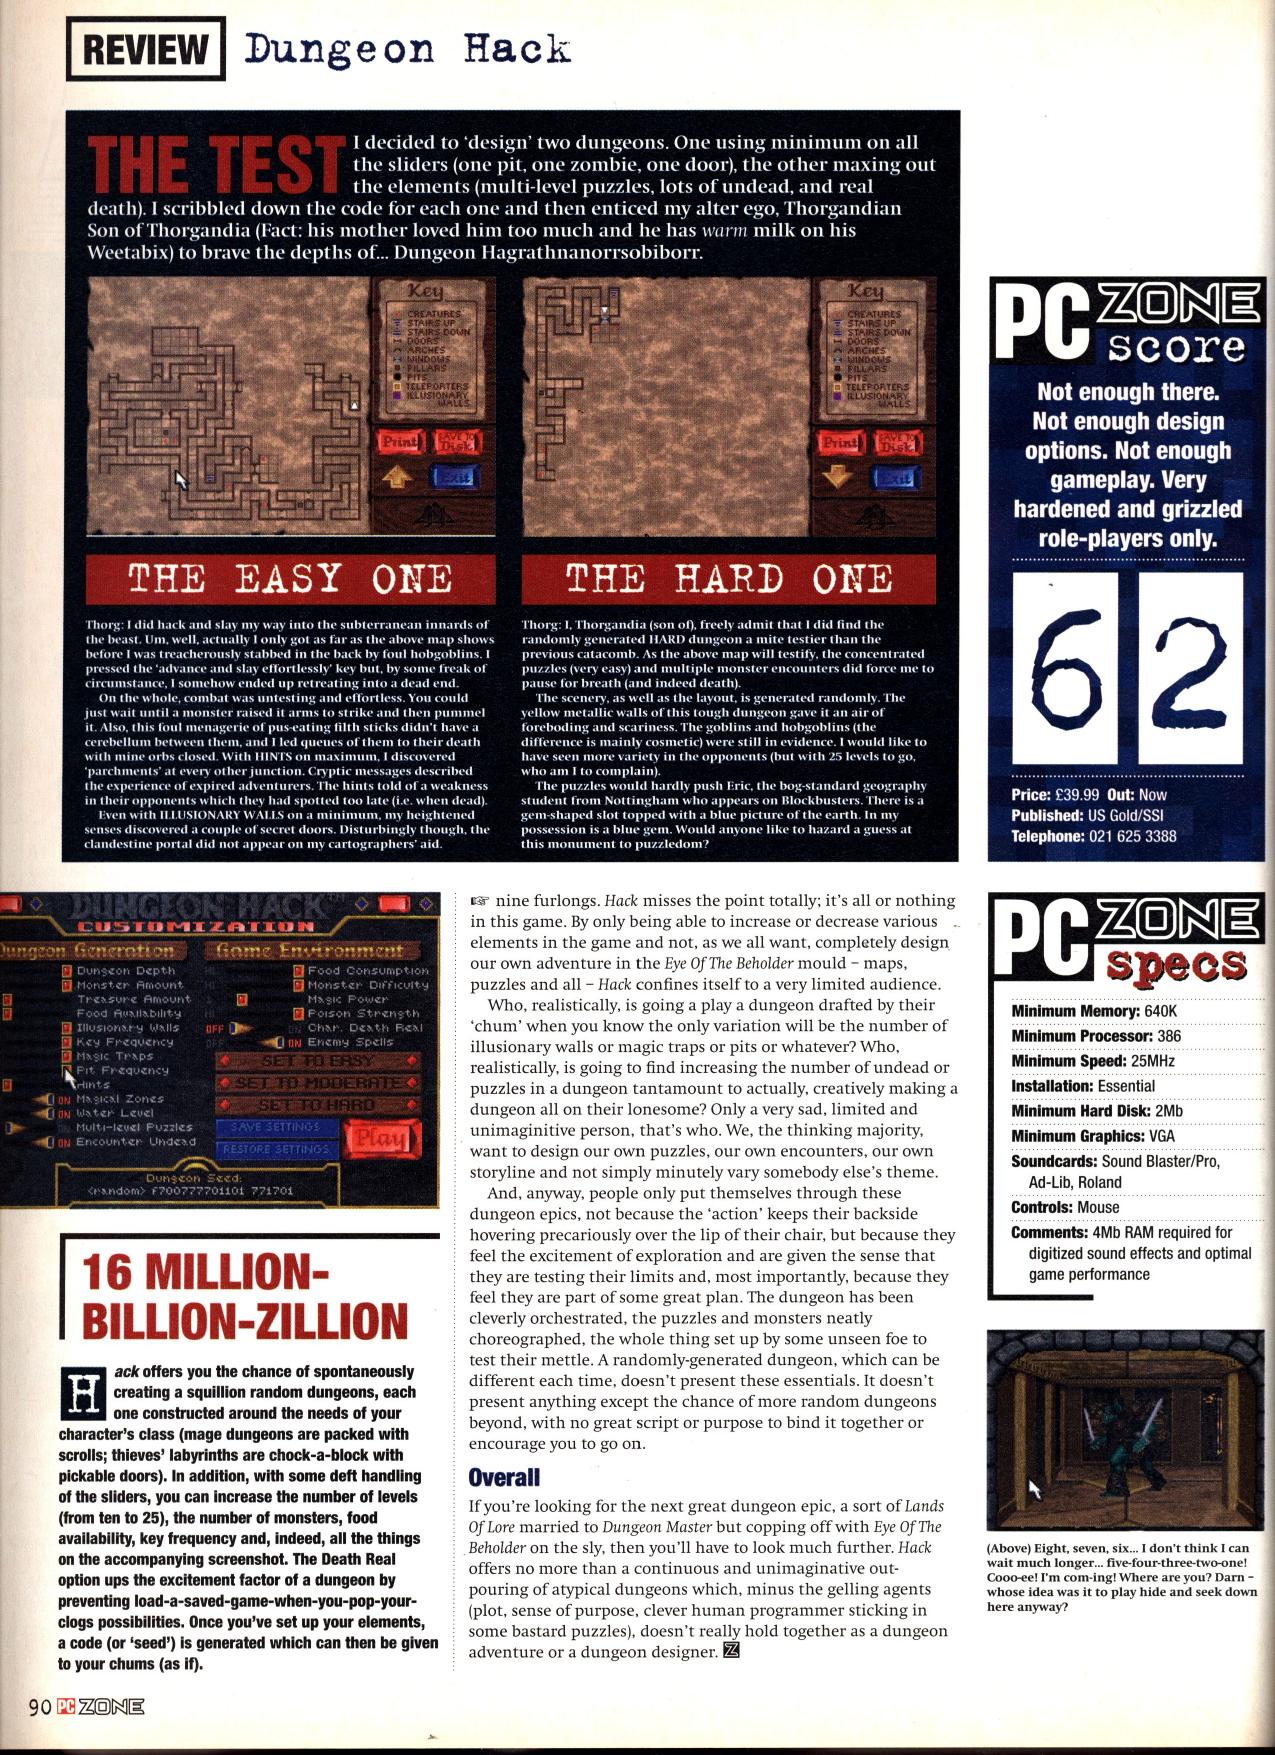 REVIEW Dungeon Hack
THE TEST
I decided to ‘design’ two dungeons. One using minimum on all
the sliders (one pit, one zombie, one door), the other maxing out
the elements (multi-level puzzles, lots of undead, and real
death). I scribbled down the code for each one and then enticed my alter ego, Thorgandian
Son of Thorgandia (Fact: his mother loved him too much and he has warm milk on his
Weetabix) to brave the depths of... Dungeon Hagrathnanorrsobiborr.
Key
CREATURES
STAIRS UP
STAIRS DOWN
DOORS
ARCHES
WINDOWS
PILLARS
PITS
TELEPORTERS
ILLUSIONARY
WALLS
Print
SAVE TO
Disk
Exit
Key
CREATURES
STAIRS UP
STAIRS DOWN
DOORS
ARCHES
WINDOWS
PILLARS
PITS
TELEPORTERS
ILLUSIONARY
WALLS
Print
SAVE TO
Disk
Exit
THE EASY ONE
Thorg: I did hack and slay my way into the subterranean innards of
the beast. Um, well, actually I only got as far as the above map shows
before I was treacherously stabbed in the back by foul hobgoblins. I
pressed the ‘advance and slay effortlessly’ key but, by some freak of
circumstance, I somehow ended up retreating into a dead end.
On the whole, combat was untesting and effortless. You could
just wait until a monster raised it arms to strike and then pummel
it. Also, this foul menagerie of pus-eating filth sticks didn’t have a
cerebellum between them, and I led queues of them to their death
with mine orbs closed. With HINTS on maximum, I discovered
‘parchments’ at every other junction. Cryptic messages described
the experience of expired adventurers. The hints told of a weakness
in their opponents which they had spotted too late (i.e. when dead).
Even with ILLUSIONARY WALLS on a minimum, my heightened
senses discovered a couple of secret doors. Disturbingly though, the
clandestine portal did not appear on my cartographers’ aid.
THE HARD ONE
Thorg: I, Thorgandia (son of), freely admit that I did find the
randomly generated HARD dungeon a mite testier than the
previous catacomb. As the above map will testify, the concentrated
puzzles (very easy) and multiple monster encounters did force me to
pause for breath (and indeed death).
The scenery, as well as the layout, is generated randomly. The
yellow metallic walls of this tough dungeon gave it an air of
foreboding and scariness. The goblins and hobgoblins (the
difference is mainly cosmetic) were still in evidence. I would like to
have seen more variety in the opponents (but with 25 levels to go,
who am I to complain).
The puzzles would hardly push Eric, the bog-standard geography
student from Nottingham who appears on Blockbusters. There is a
gem-shaped slot topped with a blue picture of the earth. In my
possession is a blue gem. Would anyone like to hazard a guess at
this monument to puzzledom?
PC ZONE
score
Not enough there.
Not enough design
options. Not enough
gameplay. Very
hardened and grizzled
role-players only.
62
Price: £39.99 Out: Now
Published: US Gold/SSI
Telephone: 021 625 3388
DUNGEON HACK
CUSTOMIZATION
Dungeon Generation
Dungeon Depth
Monster Amount
Treasure Amount
Food Availability
Illusionary Walls
Key Frequency
Magic Traps
Pit Frequency
Hints
ON Magical Zones
ON Water Level
Multi-level Puzzles
ON Encounter Undead
Game Environment
Food Consumption
Monster Difficulty
Magic Power
Poison Strength
OFF Char. Death Real
ON Enemy Spells
SET TO EASY
SET TO MODERATE
SET TO HARD
SAVE SETTINGS
RESTORE SETTINGS
Play
Dungeon Seed:
<random> f700777701101 771701
16 MILLION-
BILLION-ZILLION
Hack offers you the chance of spontaneously
creating a squillion random dungeons, each
one constructed around the needs of your
character’s class (mage dungeons are packed with
scrolls; thieves’ labyrinths are chock-a-block with
pickable doors). In addition, with some deft handling
of the sliders, you can increase the number of levels
(from ten to 25), the number of monsters, food
availability, key frequency and, indeed, all the things
on the accompanying screenshot. The Death Real
option ups the excitement factor of a dungeon by
preventing load-a-saved-game-when-you-pop-your-
clogs possibilities. Once you’ve set up your elements,
a code (or ‘seed’) is generated which can then be given
to your chums (as if).
☞ nine furlongs. Hack misses the point totally; it’s all or nothing
in this game. By only being able to increase or decrease various
elements in the game and not, as we all want, completely design
our own adventure in the Eye Of The Beholder mould – maps,
puzzles and all – Hack confines itself to a very limited audience.
Who, realistically, is going a play a dungeon drafted by their
‘chum’ when you know the only variation will be the number of
illusionary walls or magic traps or pits or whatever? Who,
realistically, is going to find increasing the number of undead or
puzzles in a dungeon tantamount to actually, creatively making a
dungeon all on their lonesome? Only a very sad, limited and
unimaginitive person, that’s who. We, the thinking majority,
want to design our own puzzles, our own encounters, our own
storyline and not simply minutely vary somebody else’s theme.
And, anyway, people only put themselves through these
dungeon epics, not because the ‘action’ keeps their backside
hovering precariously over the lip of their chair, but because they
feel the excitement of exploration and are given the sense that
they are testing their limits and, most importantly, because they
feel they are part of some great plan. The dungeon has been
cleverly orchestrated, the puzzles and monsters neatly
choreographed, the whole thing set up by some unseen foe to
test their mettle. A randomly-generated dungeon, which can be
different each time, doesn’t present these essentials. It doesn’t
present anything except the chance of more random dungeons
beyond, with no great script or purpose to bind it together or
encourage you to go on.
Overall
If you’re looking for the next great dungeon epic, a sort of Lands
Of Lore married to Dungeon Master but copping off with Eye Of The
Beholder on the sly, then you’ll have to look much further. Hack
offers no more than a continuous and unimaginative out-
pouring of atypical dungeons which, minus the gelling agents
(plot, sense of purpose, clever human programmer sticking in
some bastard puzzles), doesn’t really hold together as a dungeon
adventure or a dungeon designer. Z
PC ZONE
specs
Minimum Memory: 640K
Minimum Processor: 386
Minimum Speed: 25MHz
Installation: Essential
Minimum Hard Disk: 2Mb
Minimum Graphics: VGA
Soundcards: Sound Blaster/Pro,
Ad-Lib, Roland
Controls: Mouse
Comments: 4Mb RAM required for
digitized sound effects and optimal
game performance
(Above) Eight, seven, six... I don’t think I can
wait much longer... five-four-three-two-one!
Cooo-ee! I’m com-ing! Where are you? Darn –
whose idea was it to play hide and seek down
here anyway?
90 PC ZONE